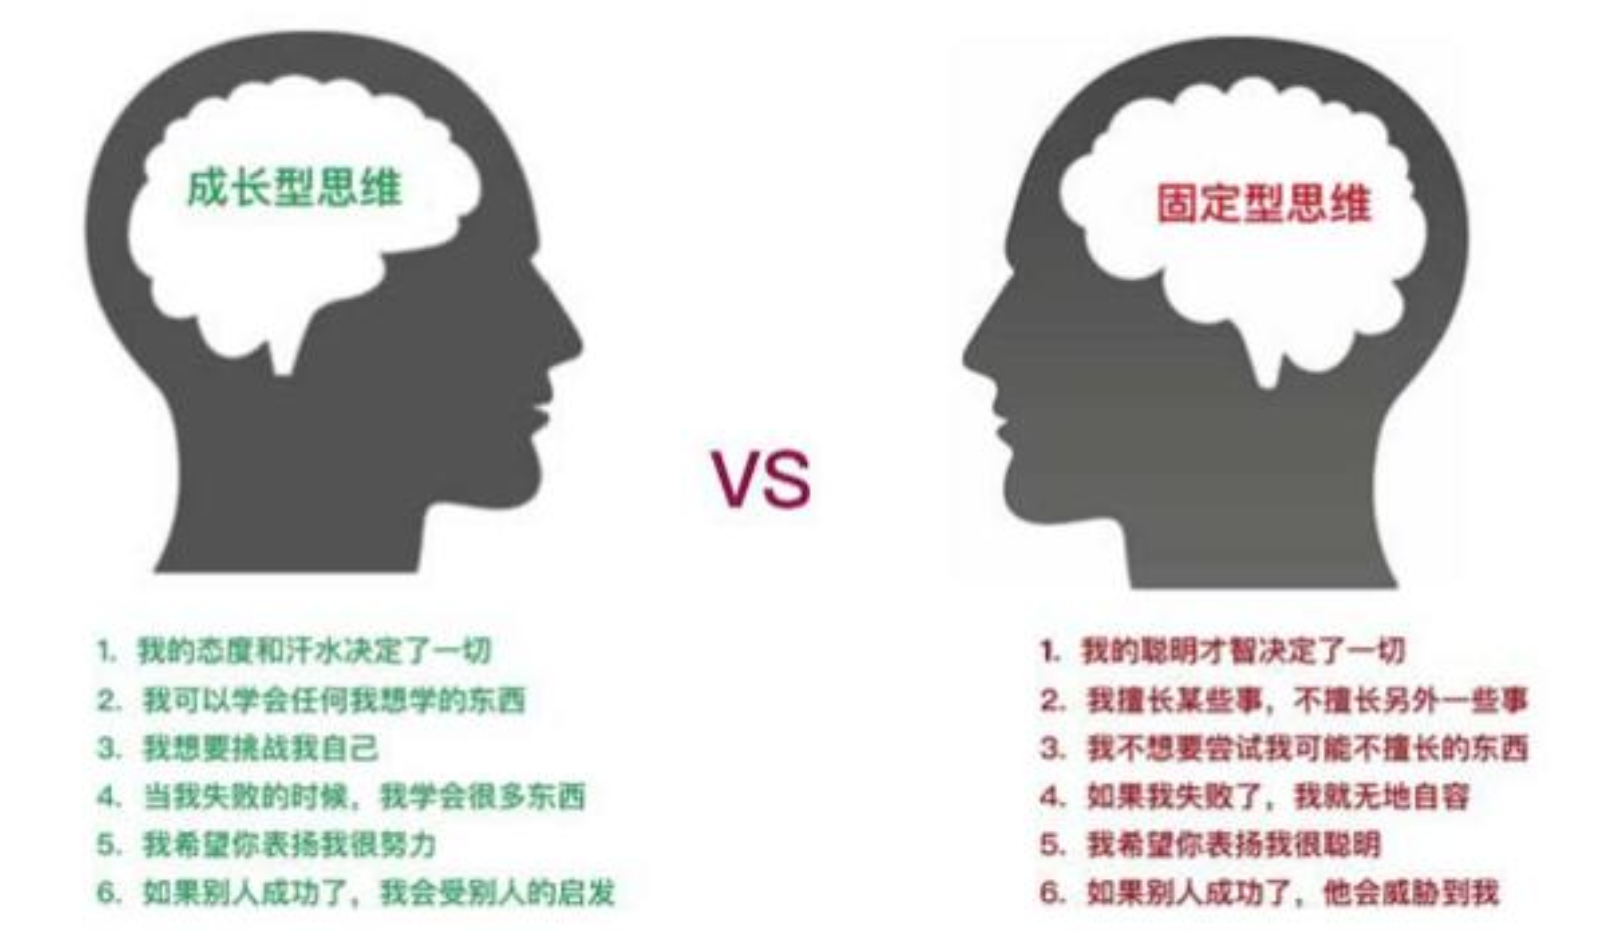 成长型思维
固定型思维
VS
1. 我的态度和汗水决定了一切
2. 我可以学会任何我想学的东西
3. 我想要挑战我自己
4. 当我失败的时候，我学会很多东西
5. 我希望你表扬我很努力
6. 如果别人成功了，我会受别人的启发
1. 我的聪明才智决定了一切
2. 我擅长某些事，不擅长另外一些事
3. 我不想要尝试我可能不擅长的东西
4. 如果我失败了，我就无地自容
5. 我希望你表扬我很聪明
6. 如果别人成功了，他会威胁到我